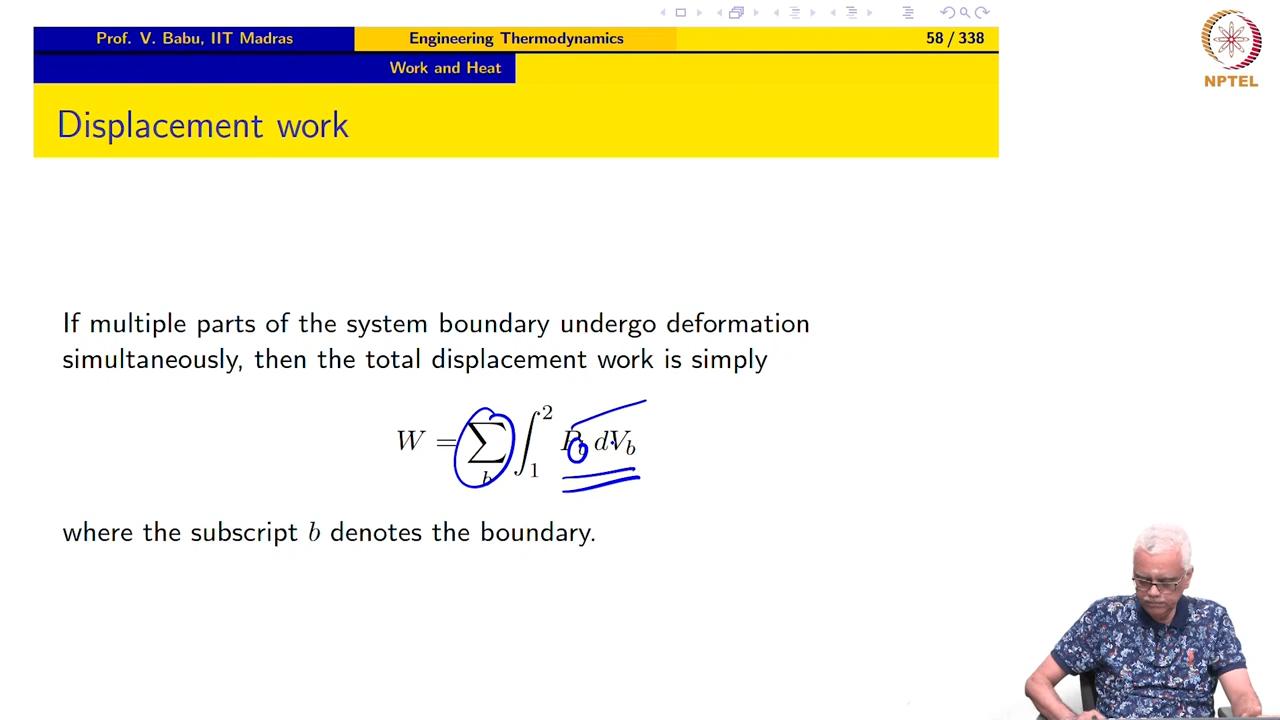 Prof. V. Babu, IIT Madras Engineering Thermodynamics 58 / 338
Work and Heat
NPTEL
Displacement work
If multiple parts of the system boundary undergo deformation
simultaneously, then the total displacement work is simply
W = ∑_b ∫_1^2 P_b dV_b
where the subscript b denotes the boundary.